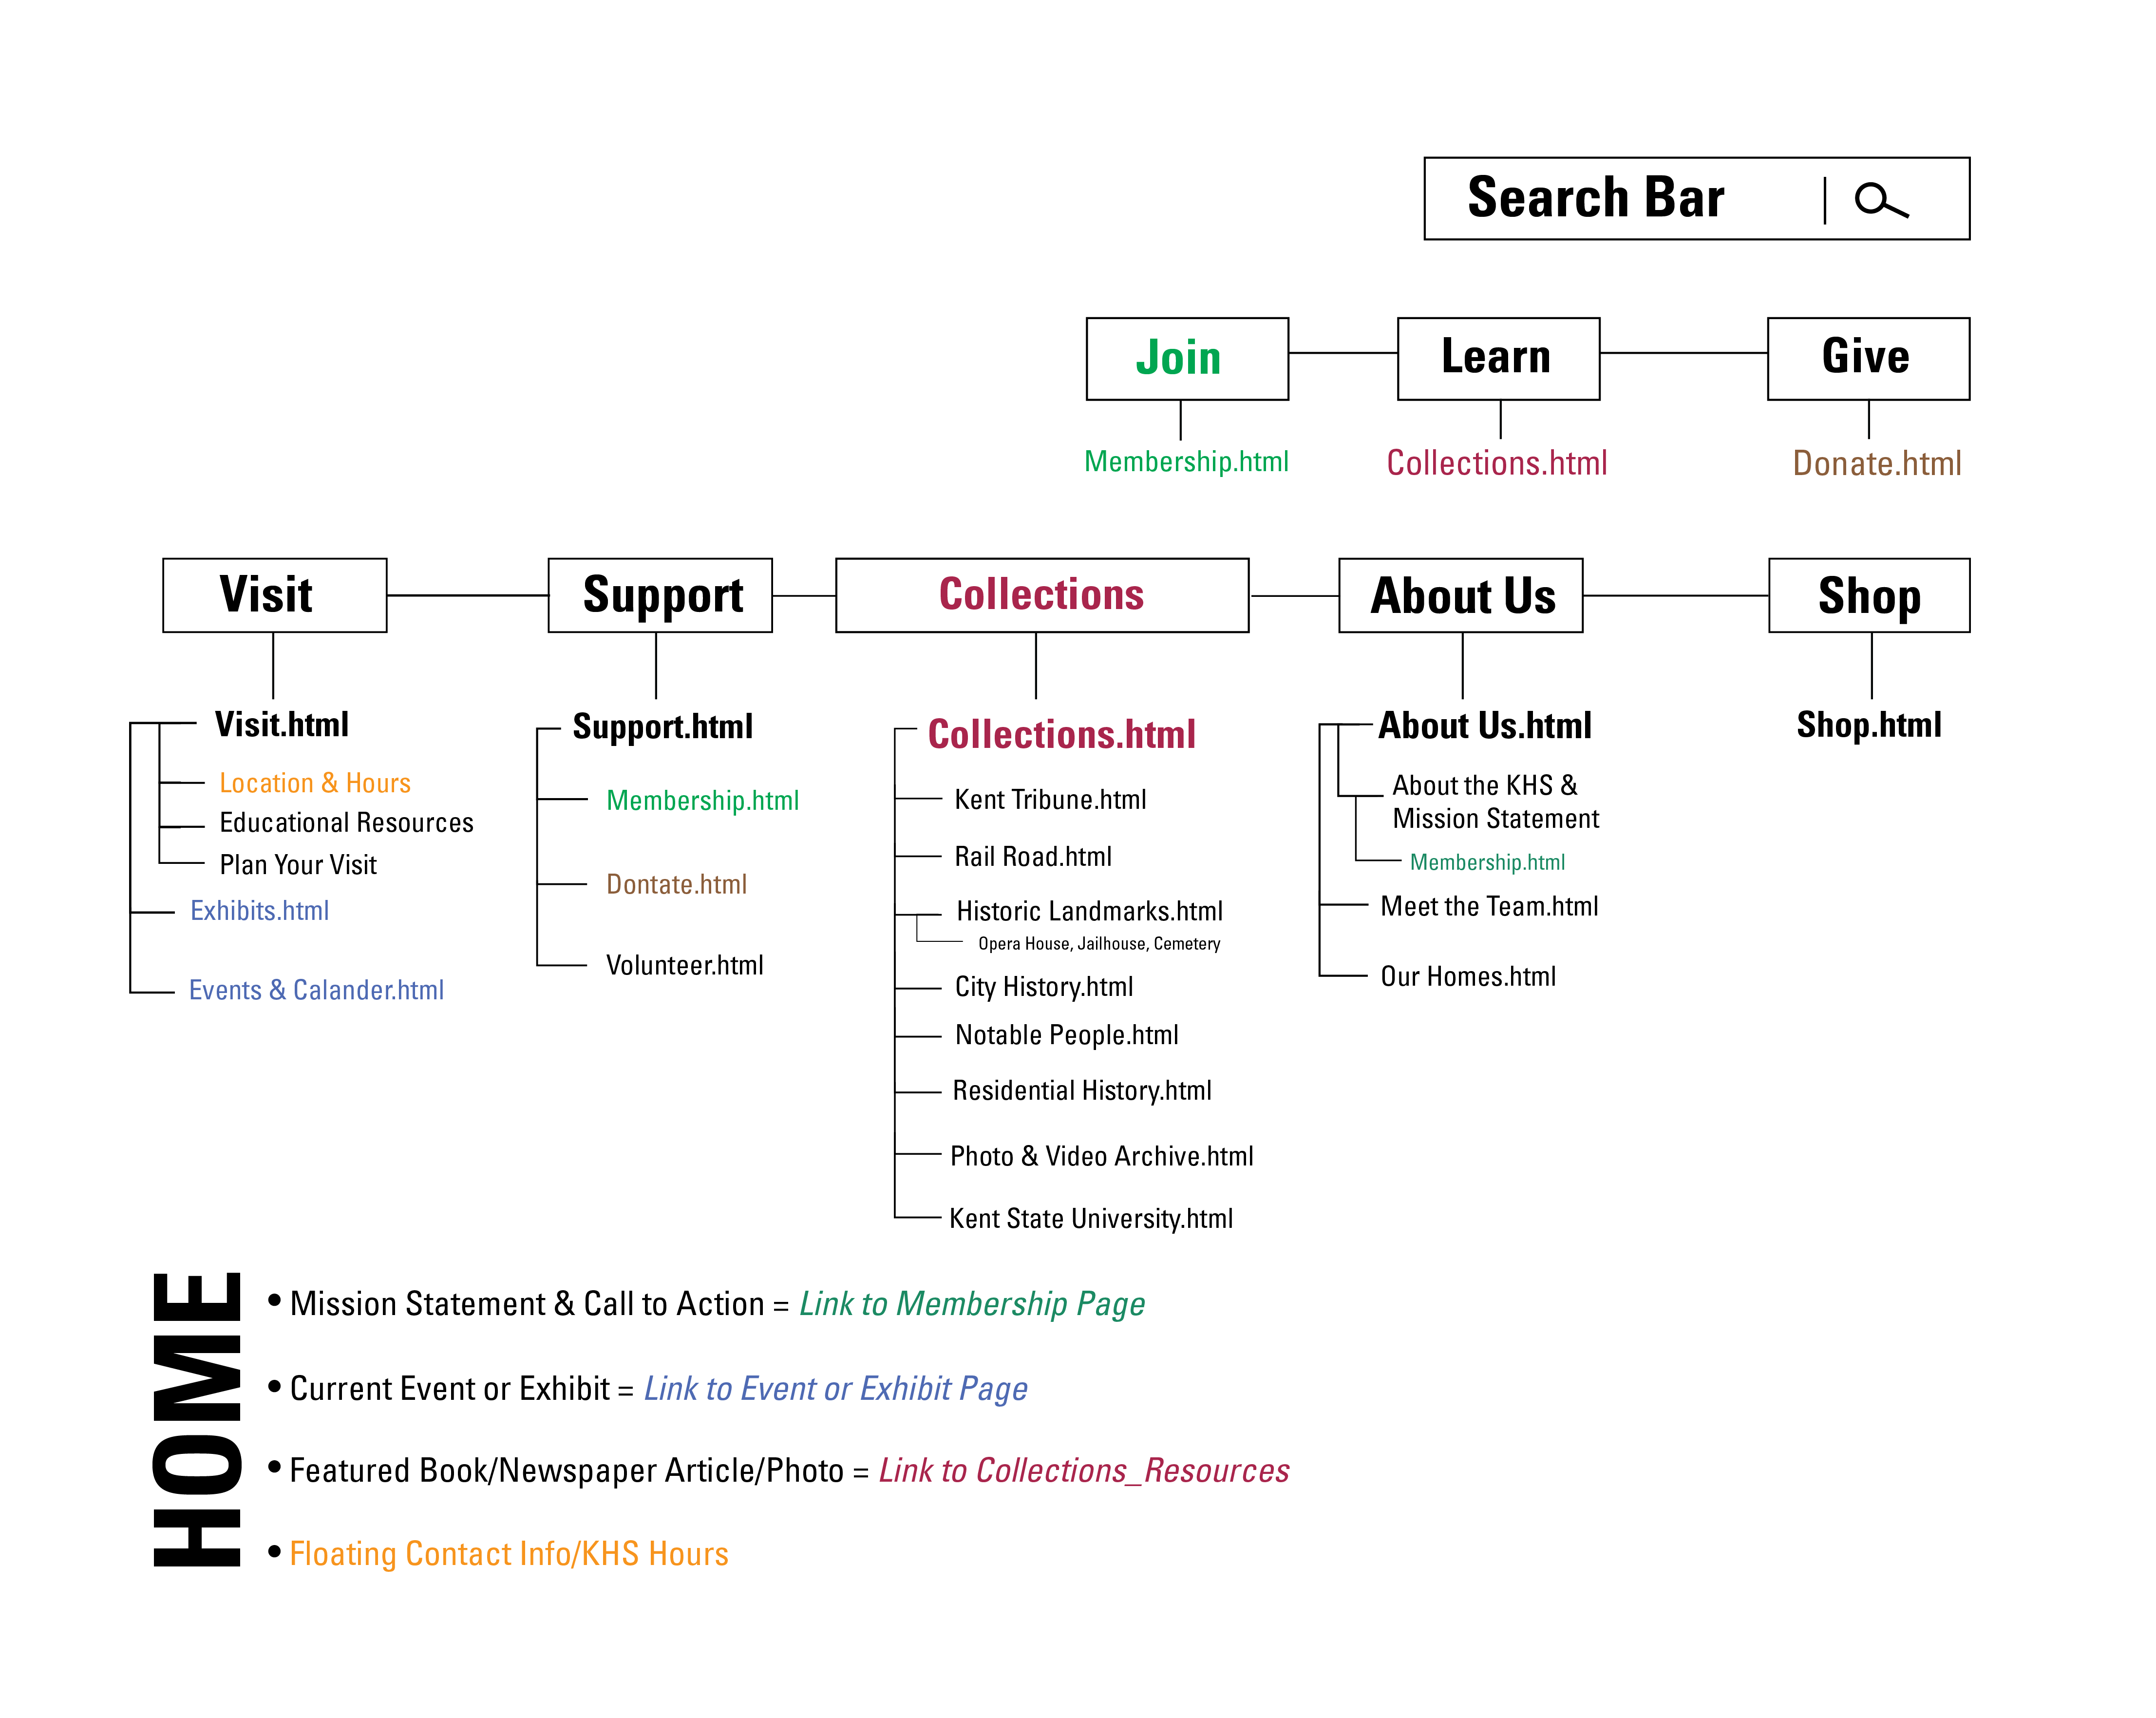 Search Bar
Join
Learn
Give
Membership.html
Collections.html
Donate.html
Visit
Support
Collections
About Us
Shop
Visit.html
Location & Hours
Educational Resources
Plan Your Visit
Exhibits.html
Events & Calander.html
Support.html
Membership.html
Dontate.html
Volunteer.html
Collections.html
Kent Tribune.html
Rail Road.html
Historic Landmarks.html
Opera House, Jailhouse, Cemetery
City History.html
Notable People.html
Residential History.html
Photo & Video Archive.html
Kent State University.html
About Us.html
About the KHS &
Mission Statement
Membership.html
Meet the Team.html
Our Homes.html
Shop.html
HOME
• Mission Statement & Call to Action = Link to Membership Page
• Current Event or Exhibit = Link to Event or Exhibit Page
• Featured Book/Newspaper Article/Photo = Link to Collections_Resources
• Floating Contact Info/KHS Hours